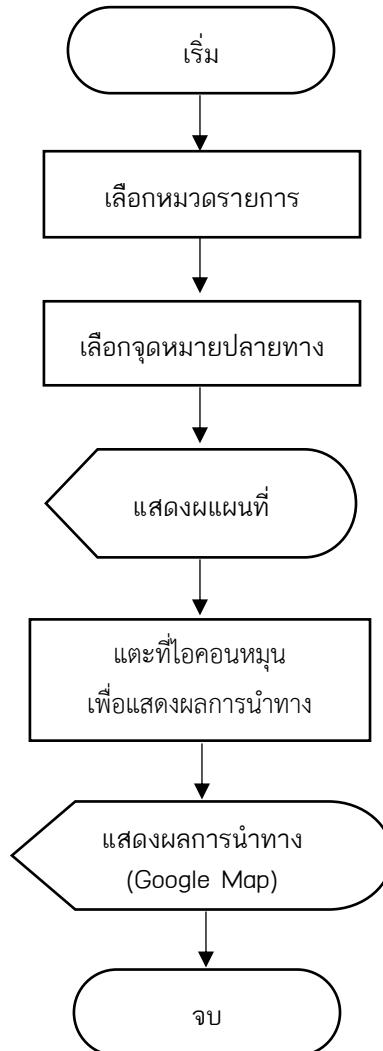 เริ่ม
เลือกหมวดรายการ
เลือกจุดหมายปลายทาง
แสดงผแผนที่
แตะที่ไอคอนหมุน
เพื่อแสดงผลการนำทาง
แสดงผลการนำทาง
(Google Map)
จบ